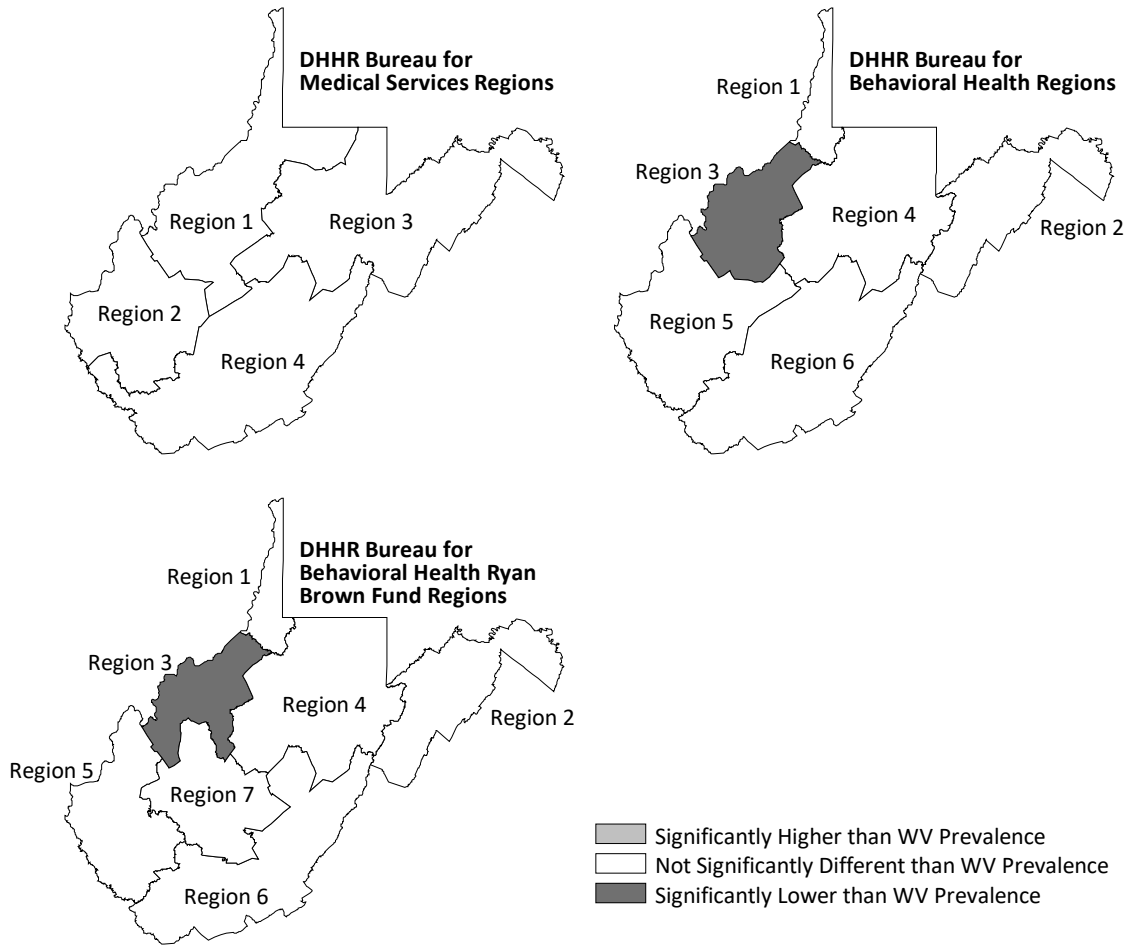 DHHR Bureau for
Medical Services Regions
Region 1
Region 3
Region 2
Region 4
DHHR Bureau for
Behavioral Health Regions
Region 1
Region 3
Region 4
Region 2
Region 5
Region 6
DHHR Bureau for
Behavioral Health Ryan
Brown Fund Regions
Region 1
Region 3
Region 4
Region 2
Region 5
Region 7
Region 6
Significantly Higher than WV Prevalence
Not Significantly Different than WV Prevalence
Significantly Lower than WV Prevalence